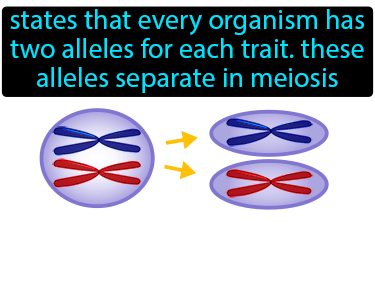 states that every organism has
two alleles for each trait. these
alleles separate in meiosis